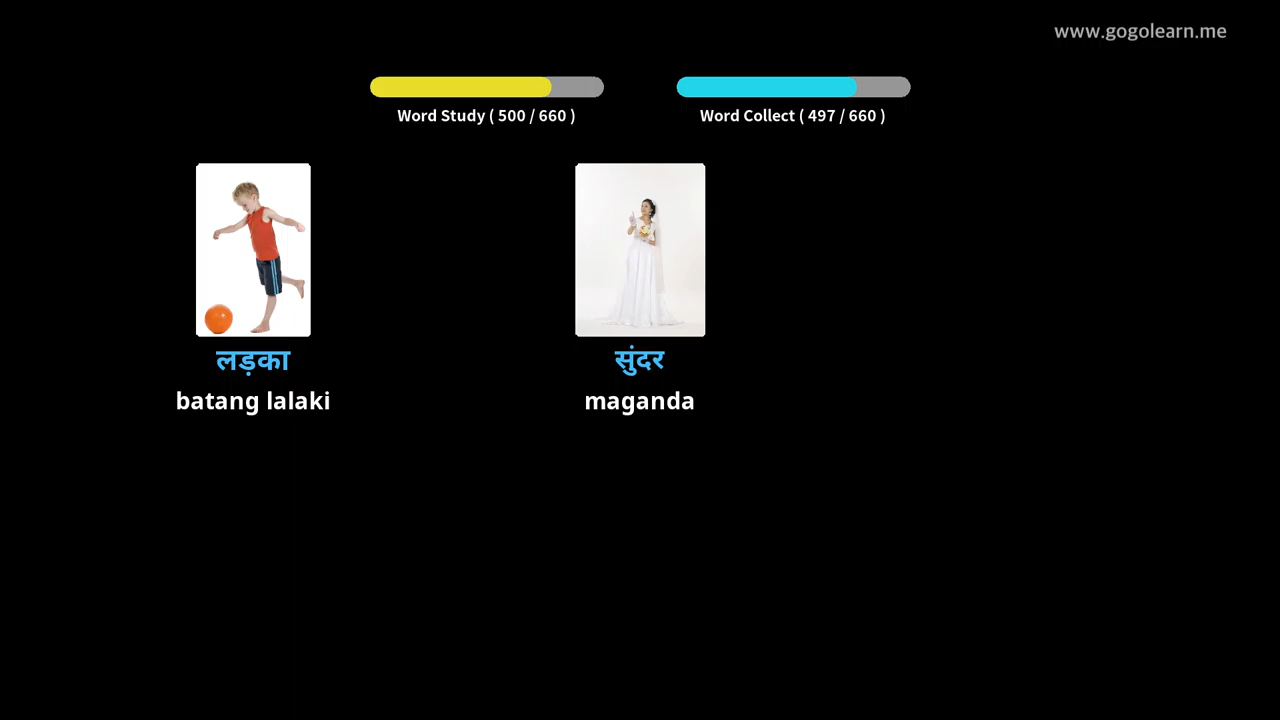 www.gogolearn.me
Word Study ( 500 / 660 )
Word Collect ( 497 / 660 )
लड़का
सुंदर
batang lalaki
maganda